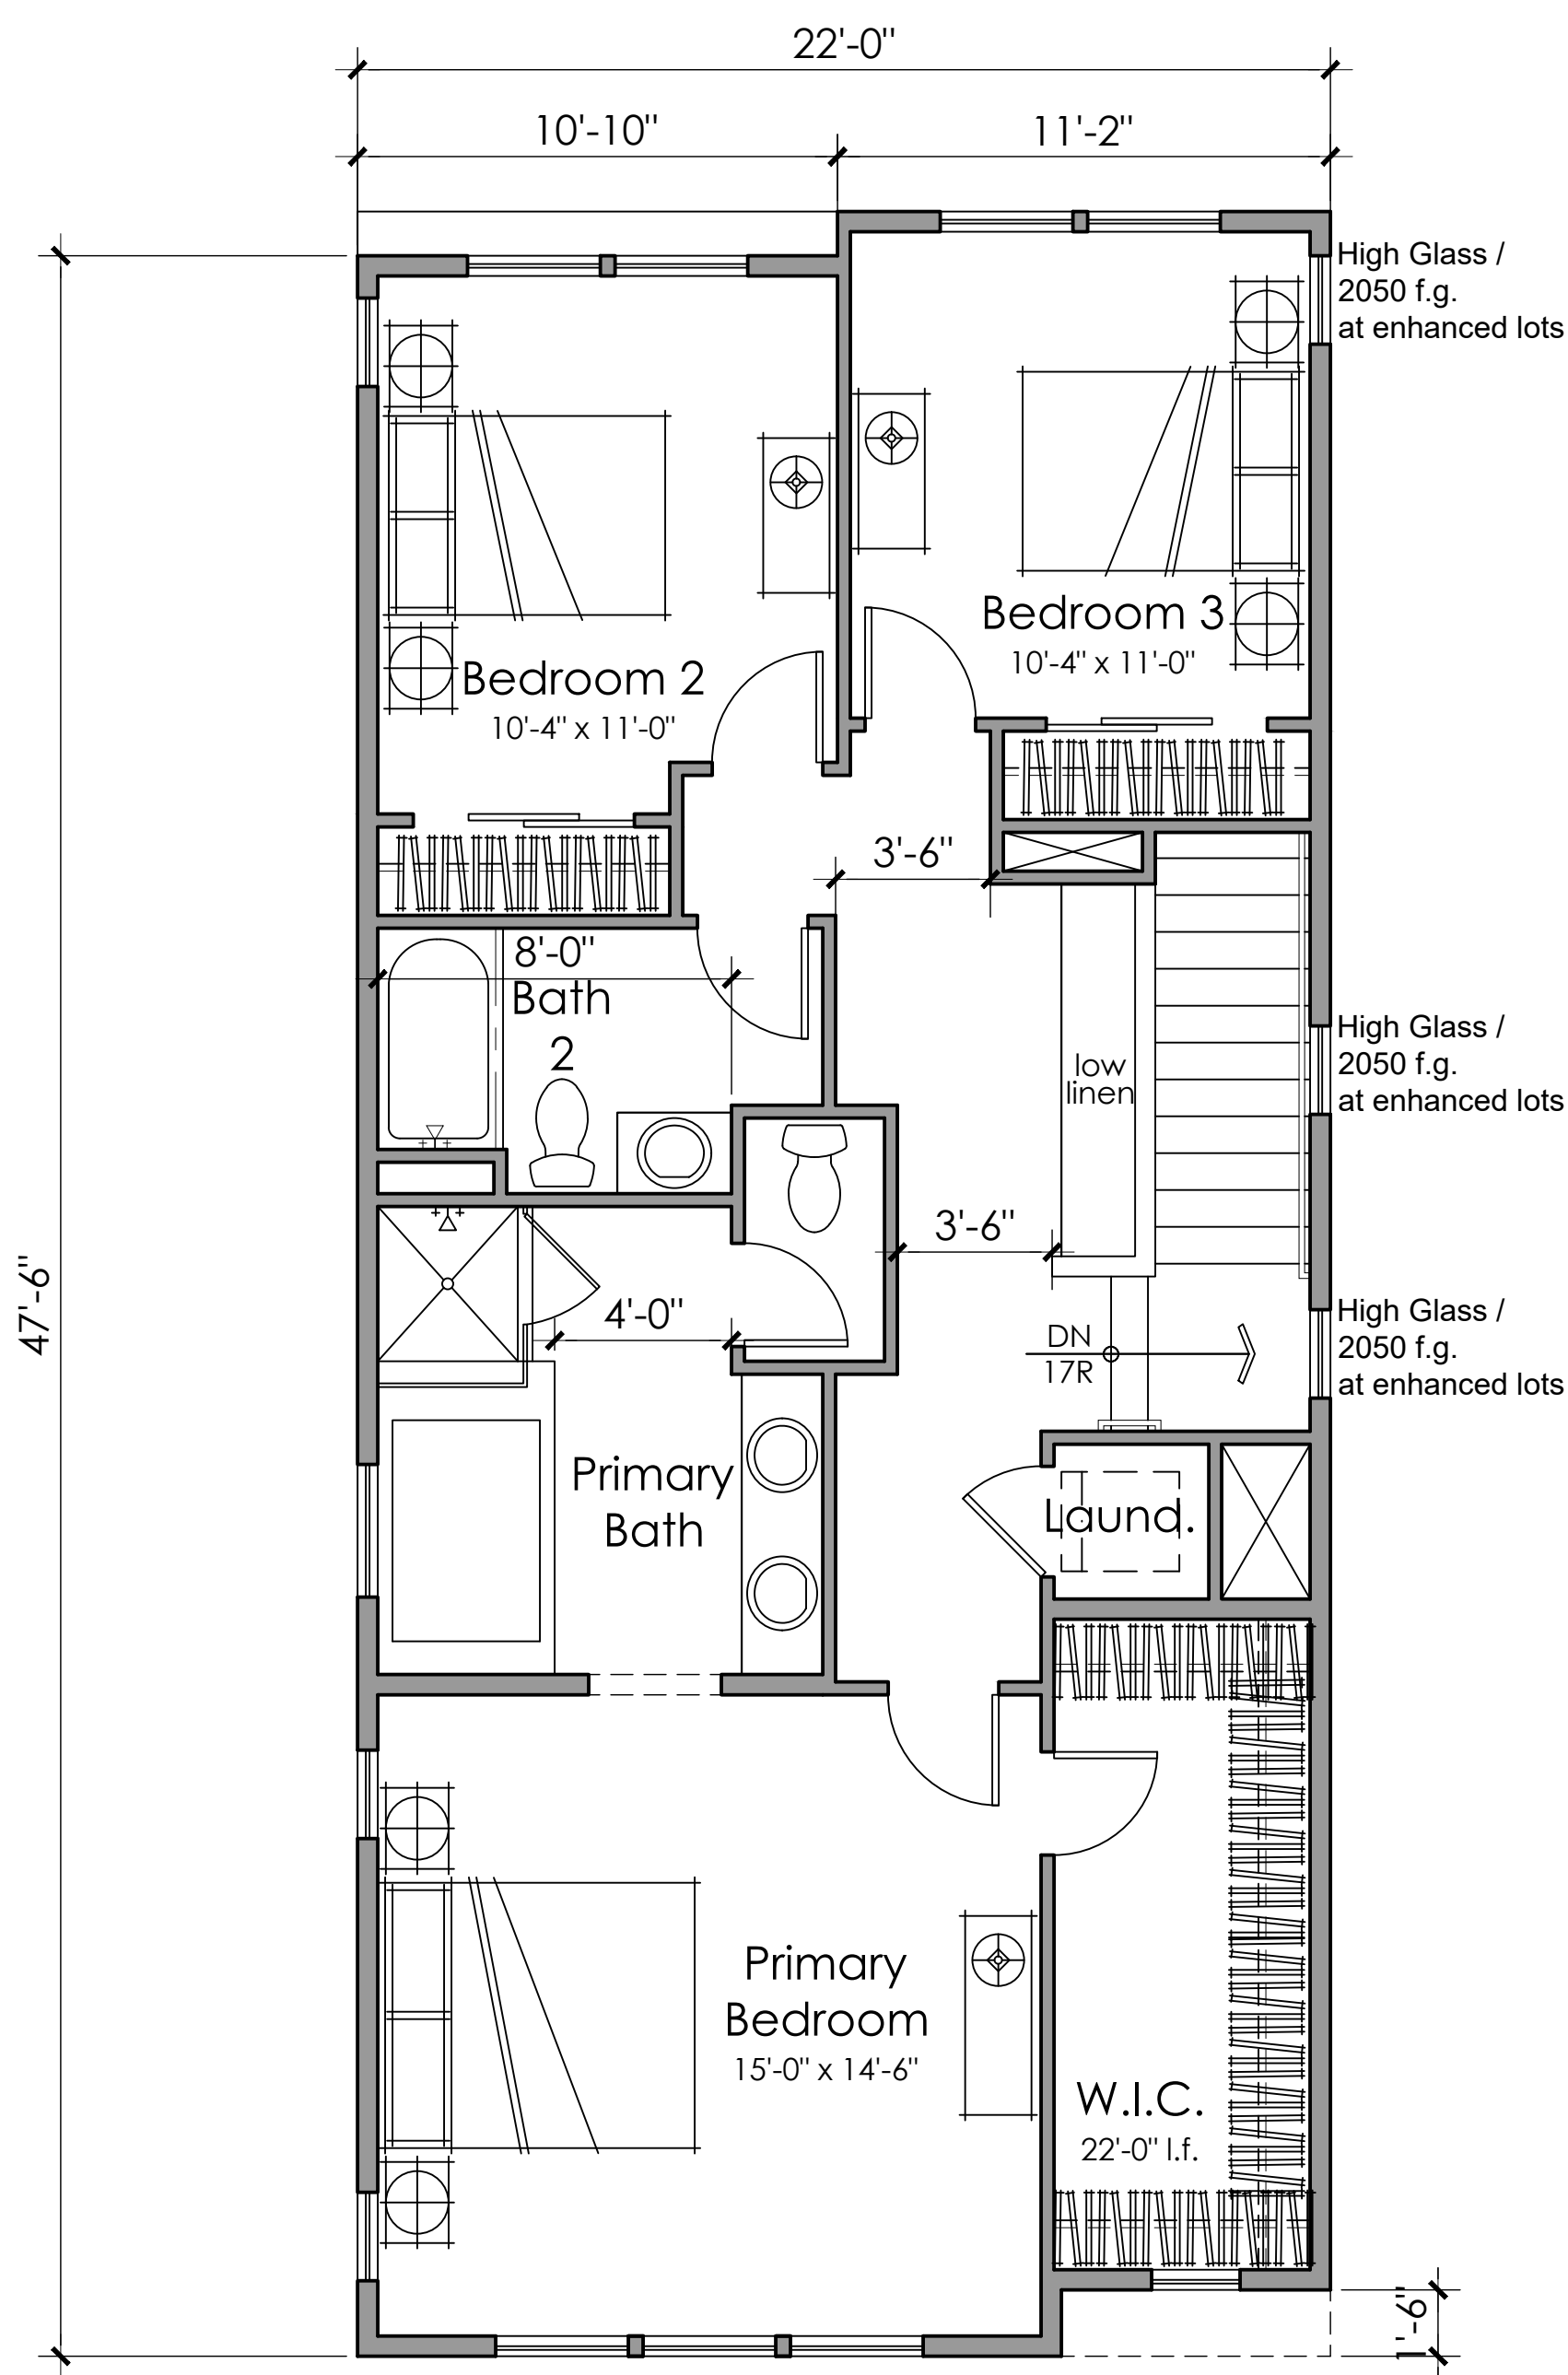 22'-0"
10'-10"
11'-2"
High Glass /
2050 f.g.
at enhanced lots
Bedroom 3
10'-4" x 11'-0"
Bedroom 2
10'-4" x 11'-0"
3'-6"
8'-0"
Bath
2
High Glass /
2050 f.g.
at enhanced lots
low
linen
3'-6"
47'-6"
4'-0"
DN
17R
High Glass /
2050 f.g.
at enhanced lots
Primary
Bath
Laund.
Primary
Bedroom
15'-0" x 14'-6"
W.I.C.
22'-0" l.f.
1'-6"